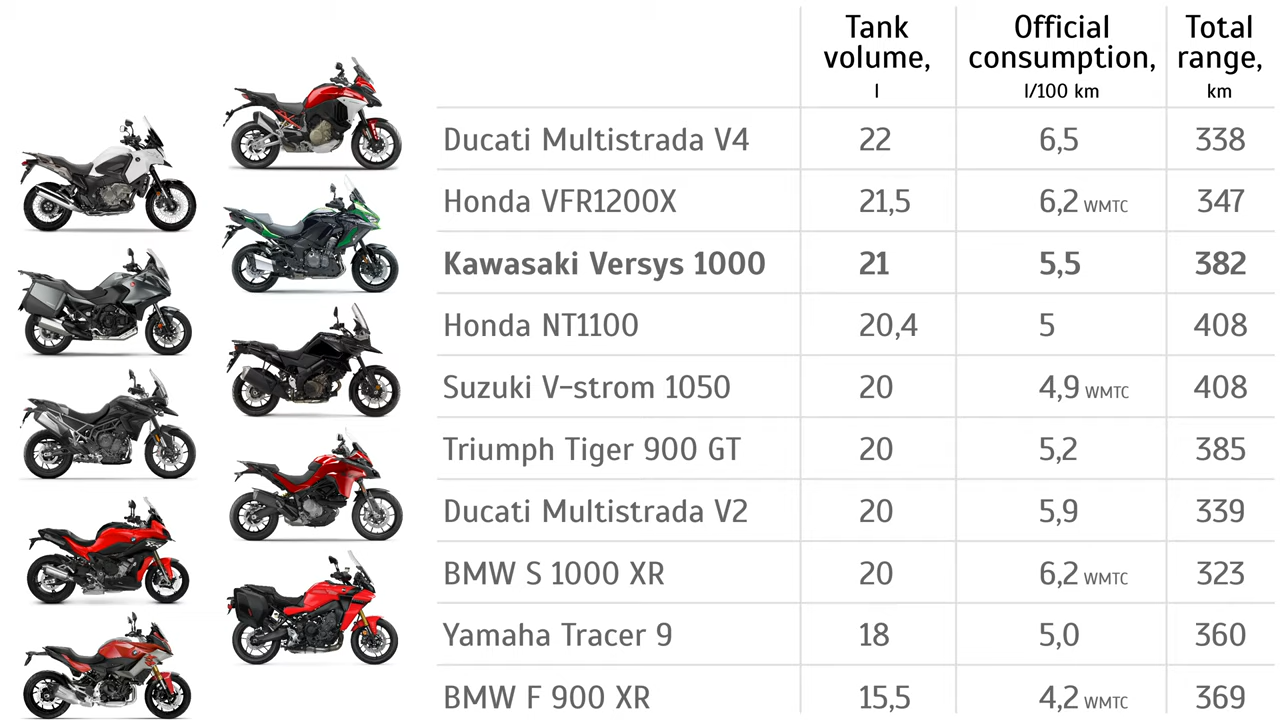 Tank volume, l Official consumption, l/100 km Total range, km
Ducati Multistrada V4 22 6,5 338
Honda VFR1200X 21,5 6,2 WMTC 347
Kawasaki Versys 1000 21 5,5 382
Honda NT1100 20,4 5 408
Suzuki V-strom 1050 20 4,9 WMTC 408
Triumph Tiger 900 GT 20 5,2 385
Ducati Multistrada V2 20 5,9 339
BMW S 1000 XR 20 6,2 WMTC 323
Yamaha Tracer 9 18 5,0 360
BMW F 900 XR 15,5 4,2 WMTC 369